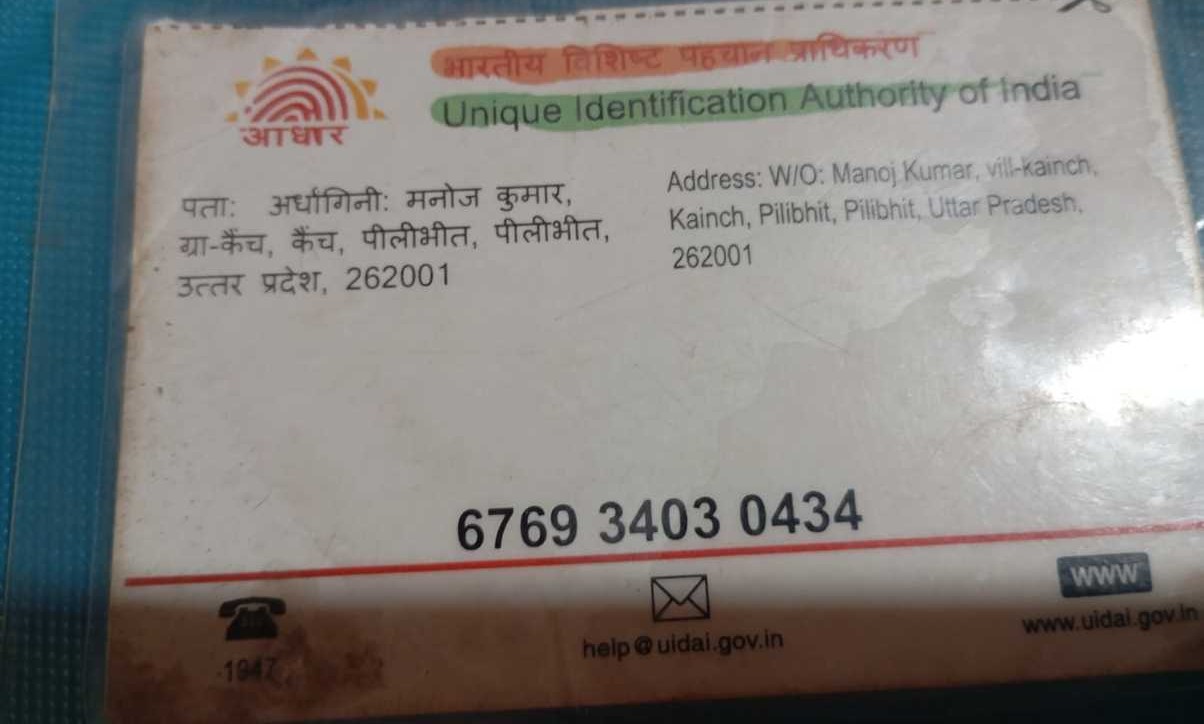 भारतीय विशिष्ट पहचान प्राधिकरण
Unique Identification Authority of India
आधार
पता: अर्धांगिनी: मनोज कुमार,
ग्रा-कैंच, कैंच, पीलीभीत, पीलीभीत,
उत्तर प्रदेश, 262001
Address: W/O: Manoj Kumar, vill-kainch,
Kainch, Pilibhit, Pilibhit, Uttar Pradesh,
262001
6769 3403 0434
1947
help@uidai.gov.in
www
www.uidai.gov.in